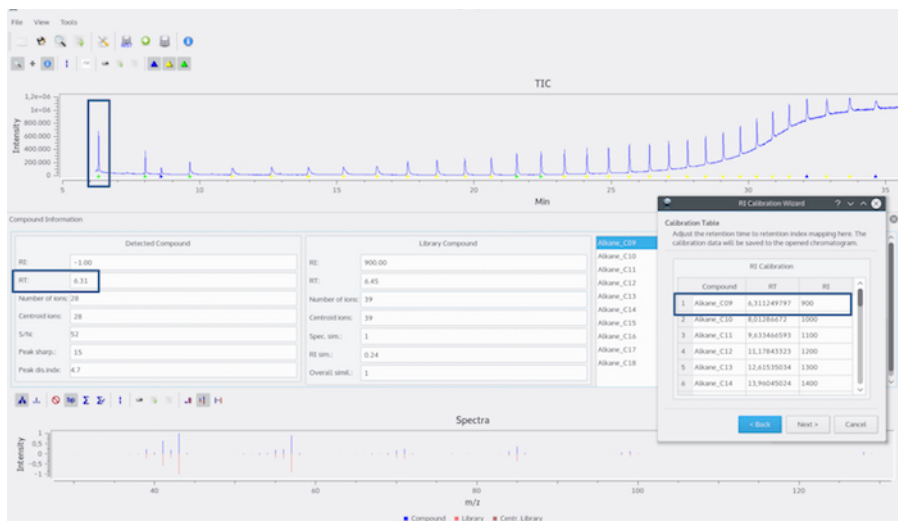 File View Tools
TIC
1,2e+06
1e+06
800.000
600.000
400.000
200.000
0
Intensity
5 10 15 20 25 30 35
Min
Compound Information
Detected Compound
RI: -1.00
RT: 6.31
Number of ions: 28
Centroid ions: 28
S/N: 52
Peak sharp.: 15
Peak dis.indx: 4.7
Library Compound
RI: 900.00
RT: 6.45
Number of ions: 39
Centroid ions: 39
Spec. sim.: 1
RI sim.: 0.24
Overall simil.: 1
Alkane_C09
Alkane_C10
Alkane_C11
Alkane_C12
Alkane_C13
Alkane_C14
Alkane_C15
Alkane_C16
Alkane_C17
Alkane_C18
RI Calibration Wizard
Calibration Table
Adjust the retention time to retention index mapping here. The
calibration data will be saved to the opened chromatogram.
RI Calibration
Compound RT RI
1 Alkane_C09 6,311249797 900
2 Alkane_C10 8,01286672 1000
3 Alkane_C11 9,633466593 1100
4 Alkane_C12 11,17843323 1200
5 Alkane_C13 12,61535034 1300
6 Alkane_C14 13,96045024 1400
< Back Next > Cancel
Spectra
1
0,5
0
-0,5
-1
Intensity
40 60 80 100 120
m/z
Compound Library Centr. Library